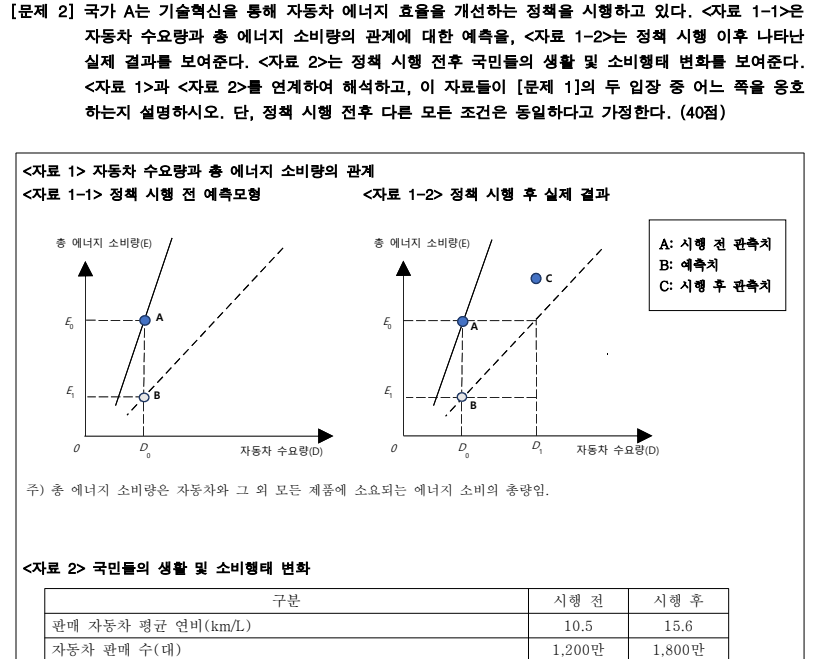 [문제 2] 국가 A는 기술혁신을 통해 자동차 에너지 효율을 개선하는 정책을 시행하고 있다. <자료 1-1>은
자동차 수요량과 총 에너지 소비량의 관계에 대한 예측을, <자료 1-2>는 정책 시행 이후 나타난
실제 결과를 보여준다. <자료 2>는 정책 시행 전후 국민들의 생활 및 소비행태 변화를 보여준다.
<자료 1>과 <자료 2>를 연계하여 해석하고, 이 자료들이 [문제 1]의 두 입장 중 어느 쪽을 옹호
하는지 설명하시오. 단, 정책 시행 전후 다른 모든 조건은 동일하다고 가정한다. (40점)
<자료 1> 자동차 수요량과 총 에너지 소비량의 관계
<자료 1-1> 정책 시행 전 예측모형
총 에너지 소비량(E)
E₀
A
E₁
B
0
D₀
자동차 수요량(D)
<자료 1-2> 정책 시행 후 실제 결과
총 에너지 소비량(E)
C
E₀
A
E₁
B
0
D₀
D₁
자동차 수요량(D)
A: 시행 전 관측치
B: 예측치
C: 시행 후 관측치
주) 총 에너지 소비량은 자동차와 그 외 모든 제품에 소요되는 에너지 소비의 총량임.
<자료 2> 국민들의 생활 및 소비행태 변화
구분 시행 전 시행 후
판매 자동차 평균 연비(km/L) 10.5 15.6
자동차 판매 수(대) 1,200만 1,800만